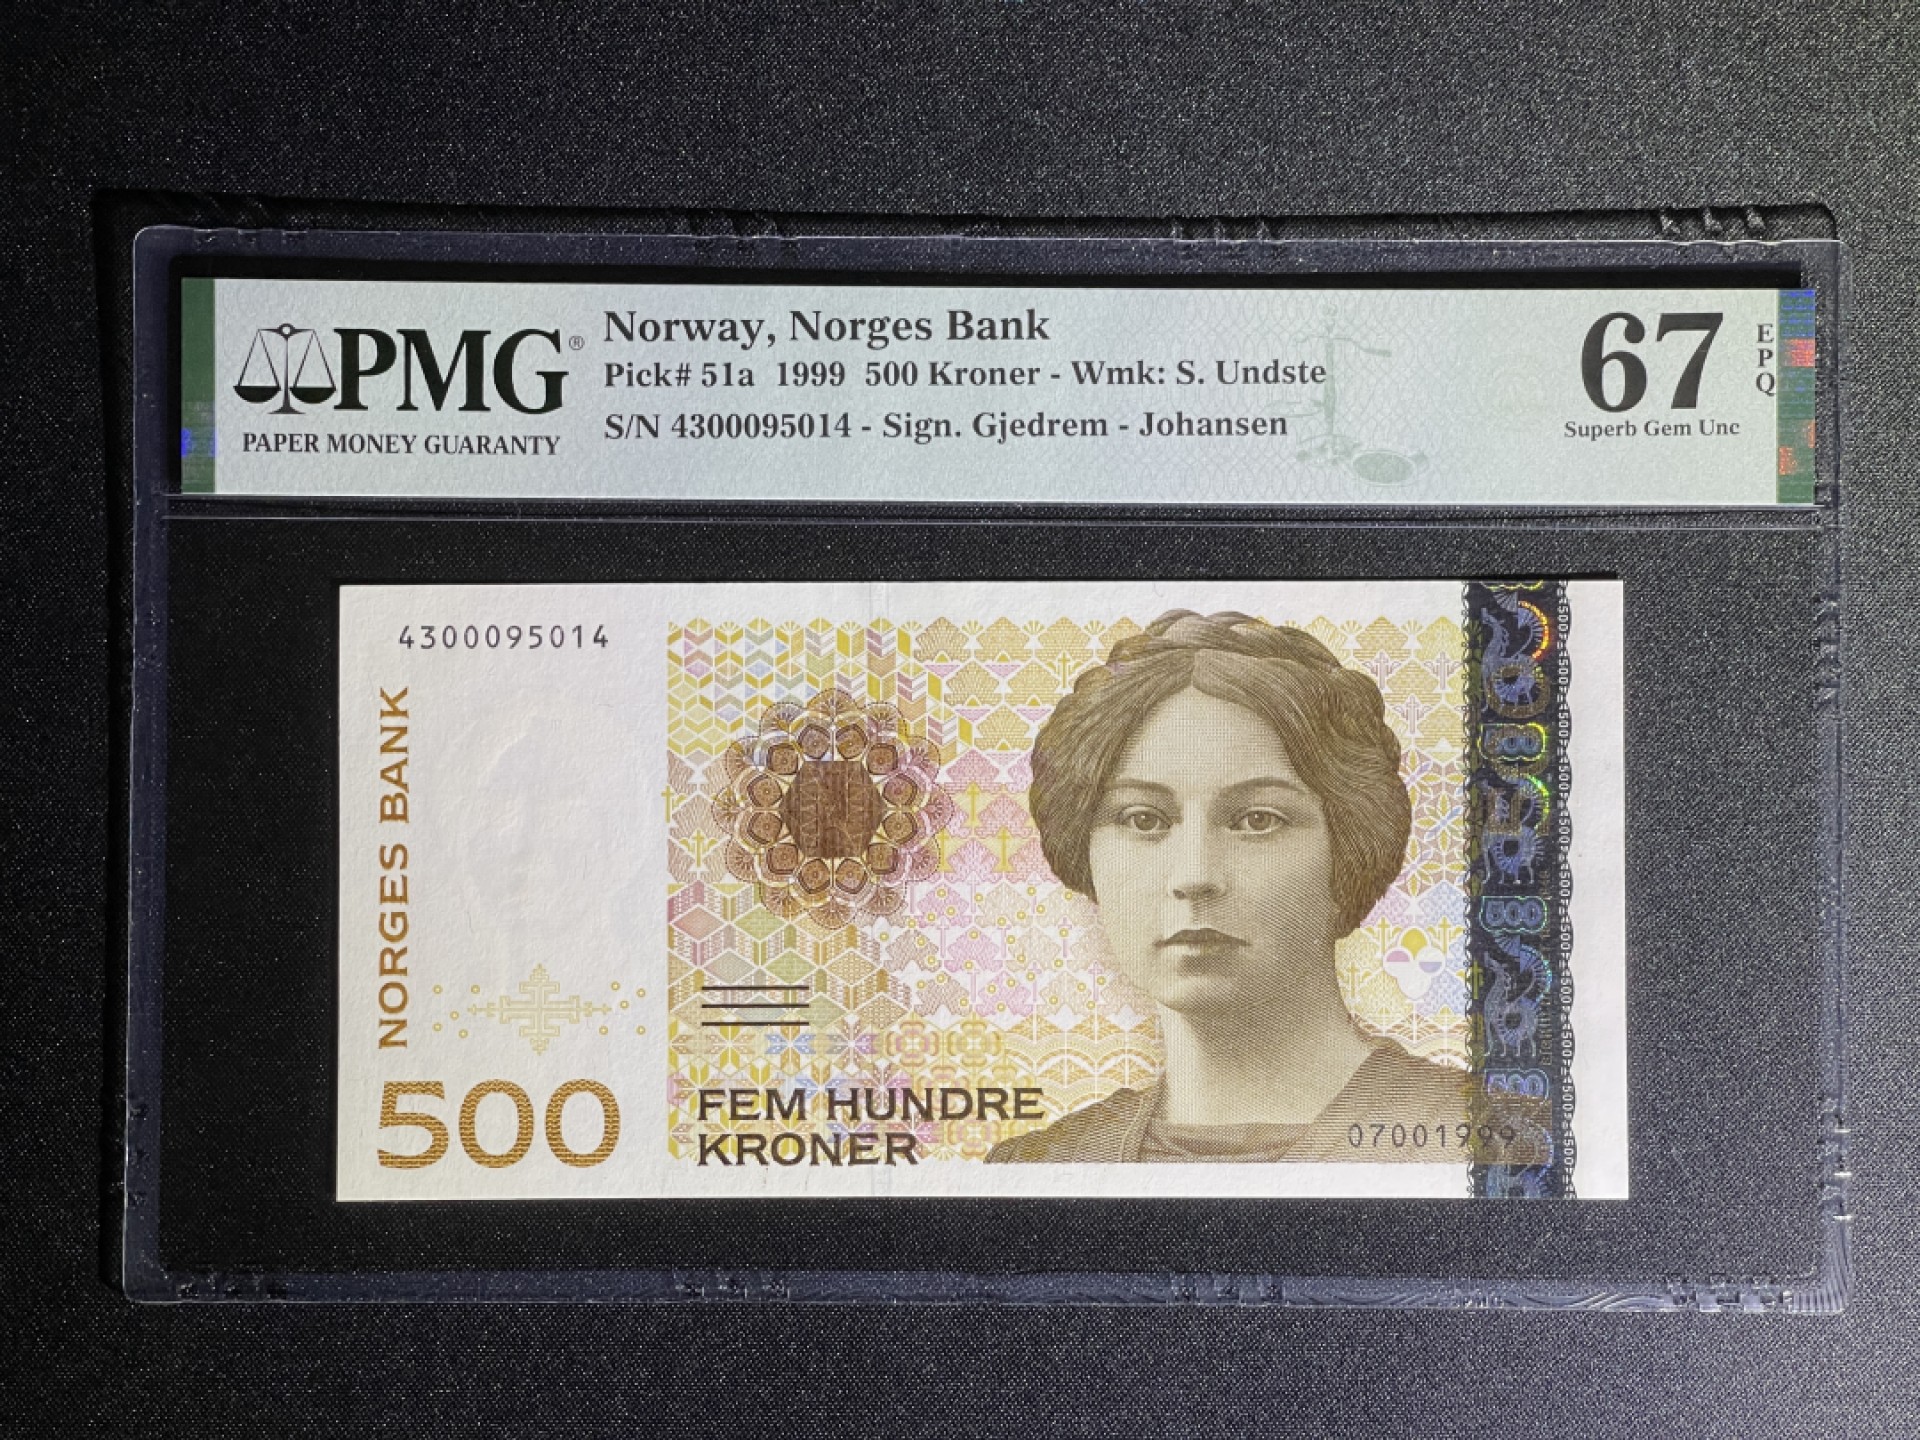 PMG®
PAPER MONEY GUARANTY
Norway, Norges Bank
Pick# 51a 1999 500 Kroner - Wmk: S. Undste
S/N 4300095014 - Sign. Gjedrem - Johansen
67
EPQ
Superb Gem Unc
4300095014
NORGES BANK
500
FEM HUNDRE
KRONER
07001999